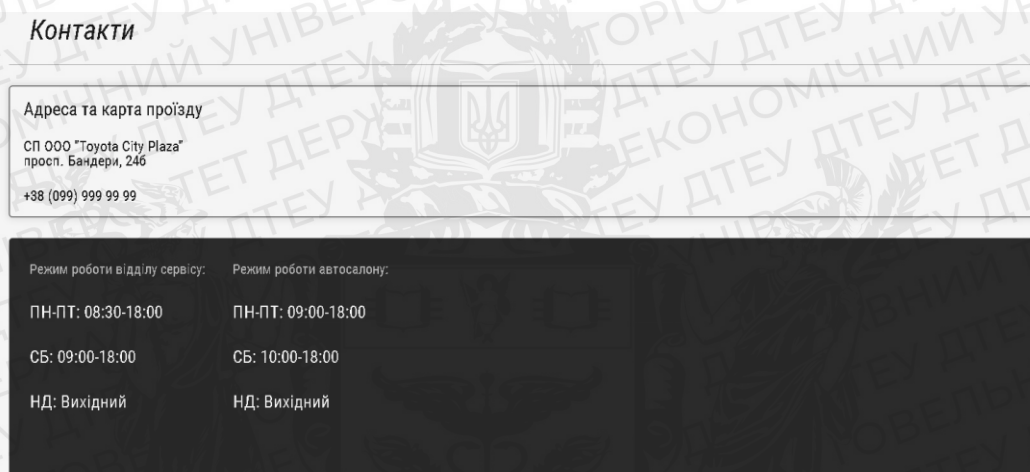 Контакти
Адреса та карта проїзду
СП ООО "Toyota City Plaza"
просп. Бандери, 24б
+38 (099) 999 99 99
Режим роботи відділу сервісу:
ПН-ПТ: 08:30-18:00
СБ: 09:00-18:00
НД: Вихідний
Режим роботи автосалону:
ПН-ПТ: 09:00-18:00
СБ: 10:00-18:00
НД: Вихідний